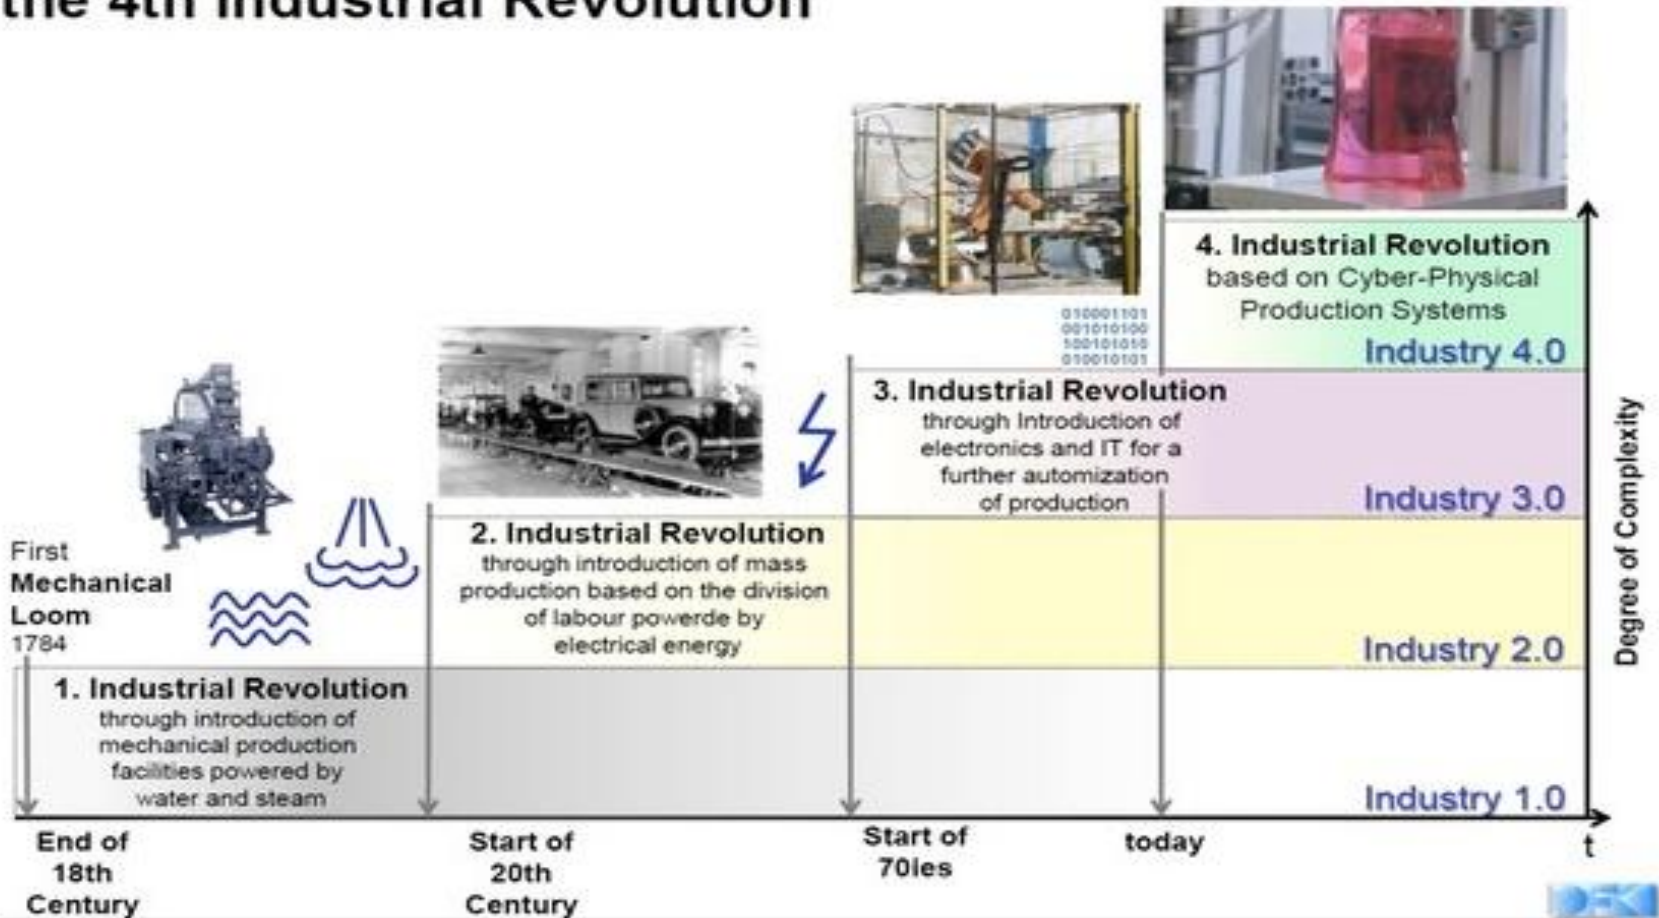 the 4th Industrial Revolution
4. Industrial Revolution
based on Cyber-Physical
Production Systems
Industry 4.0
010001101
001010100
100101010
010010101
3. Industrial Revolution
through Introduction of
electronics and IT for a
further automization
of production
Industry 3.0
First
Mechanical
Loom
1784
2. Industrial Revolution
through introduction of mass
production based on the division
of labour powerde by
electrical energy
Industry 2.0
1. Industrial Revolution
through introduction of
mechanical production
facilities powered by
water and steam
Industry 1.0
Degree of Complexity
End of
18th
Century
Start of
20th
Century
Start of
70ies
today
t